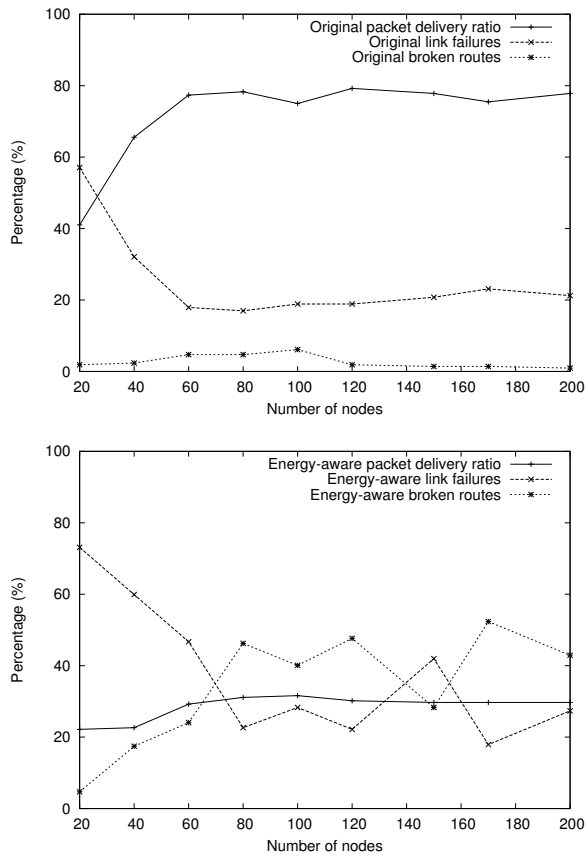 100
80
60
40
20
0
20 40 60 80 100 120 140 160 180 200
Percentage (%)
Number of nodes
Original packet delivery ratio
Original link failures
Original broken routes
100
80
60
40
20
0
20 40 60 80 100 120 140 160 180 200
Percentage (%)
Number of nodes
Energy-aware packet delivery ratio
Energy-aware link failures
Energy-aware broken routes